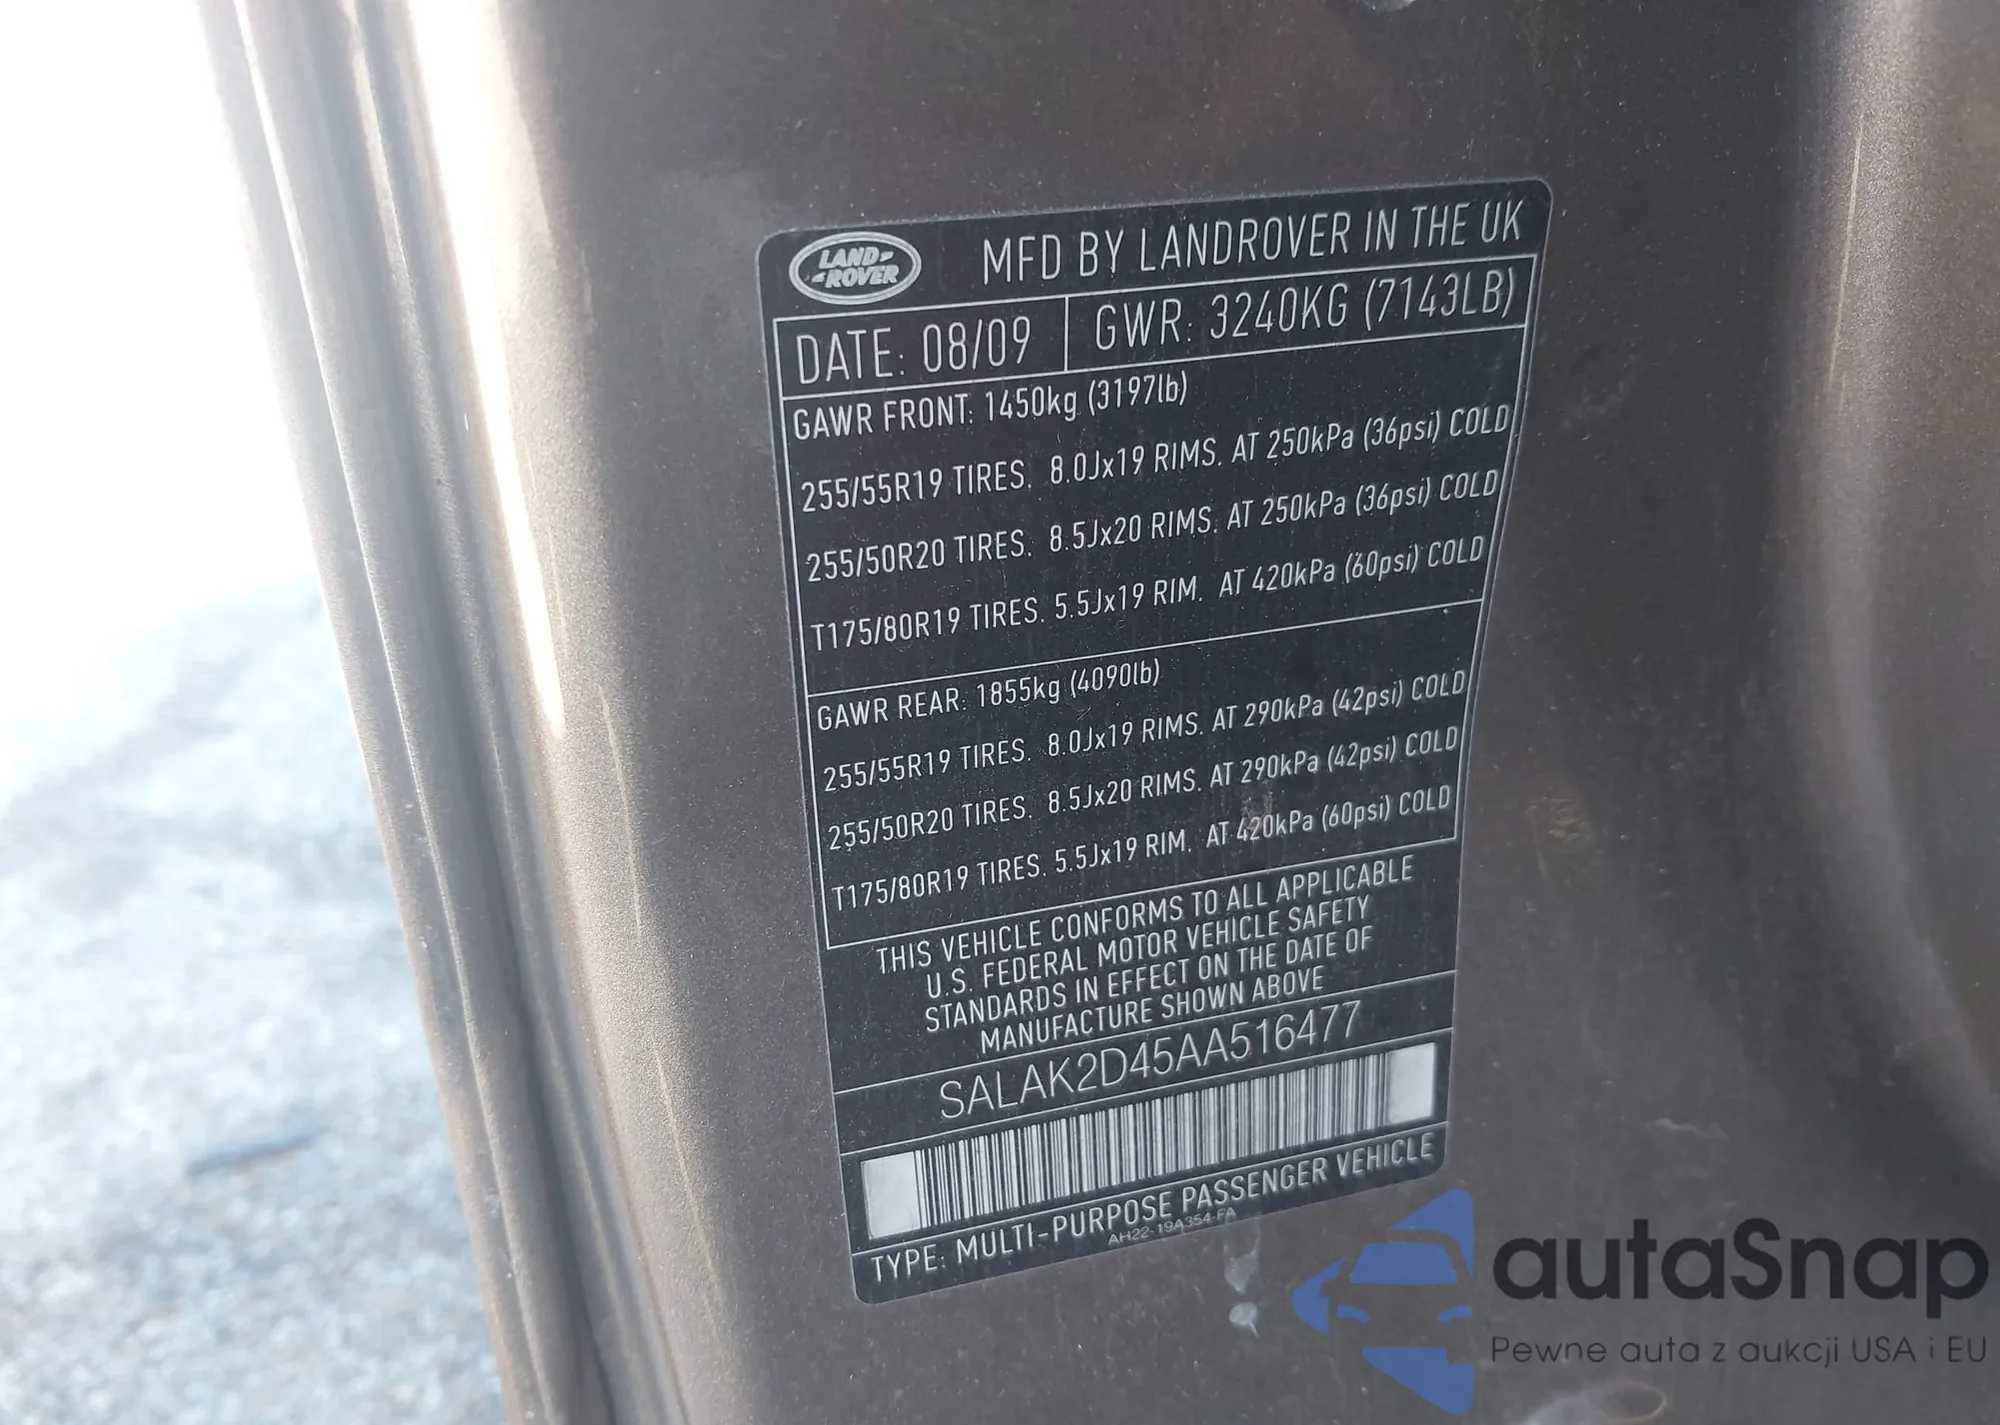 LAND-
-ROVER
MFD BY LANDROVER IN THE UK
DATE: 08/09
GWR: 3240KG (7143LB)
GAWR FRONT: 1450kg (3197lb)
255/55R19 TIRES. 8.0Jx19 RIMS. AT 250kPa (36psi) COLD
255/50R20 TIRES. 8.5Jx20 RIMS. AT 250kPa (36psi) COLD
T175/80R19 TIRES. 5.5Jx19 RIM. AT 420kPa (60psi) COLD
GAWR REAR: 1855kg (4090lb)
255/55R19 TIRES. 8.0Jx19 RIMS. AT 290kPa (42psi) COLD
255/50R20 TIRES. 8.5Jx20 RIMS. AT 290kPa (42psi) COLD
T175/80R19 TIRES. 5.5Jx19 RIM. AT 420kPa (60psi) COLD
THIS VEHICLE CONFORMS TO ALL APPLICABLE
U.S. FEDERAL MOTOR VEHICLE SAFETY
STANDARDS IN EFFECT ON THE DATE OF
MANUFACTURE SHOWN ABOVE
SALAK2D45AA516477
TYPE: MULTI-PURPOSE PASSENGER VEHICLE
AH22-19A354-FA
autaSnap
Pewne auta z aukcji USA i EU